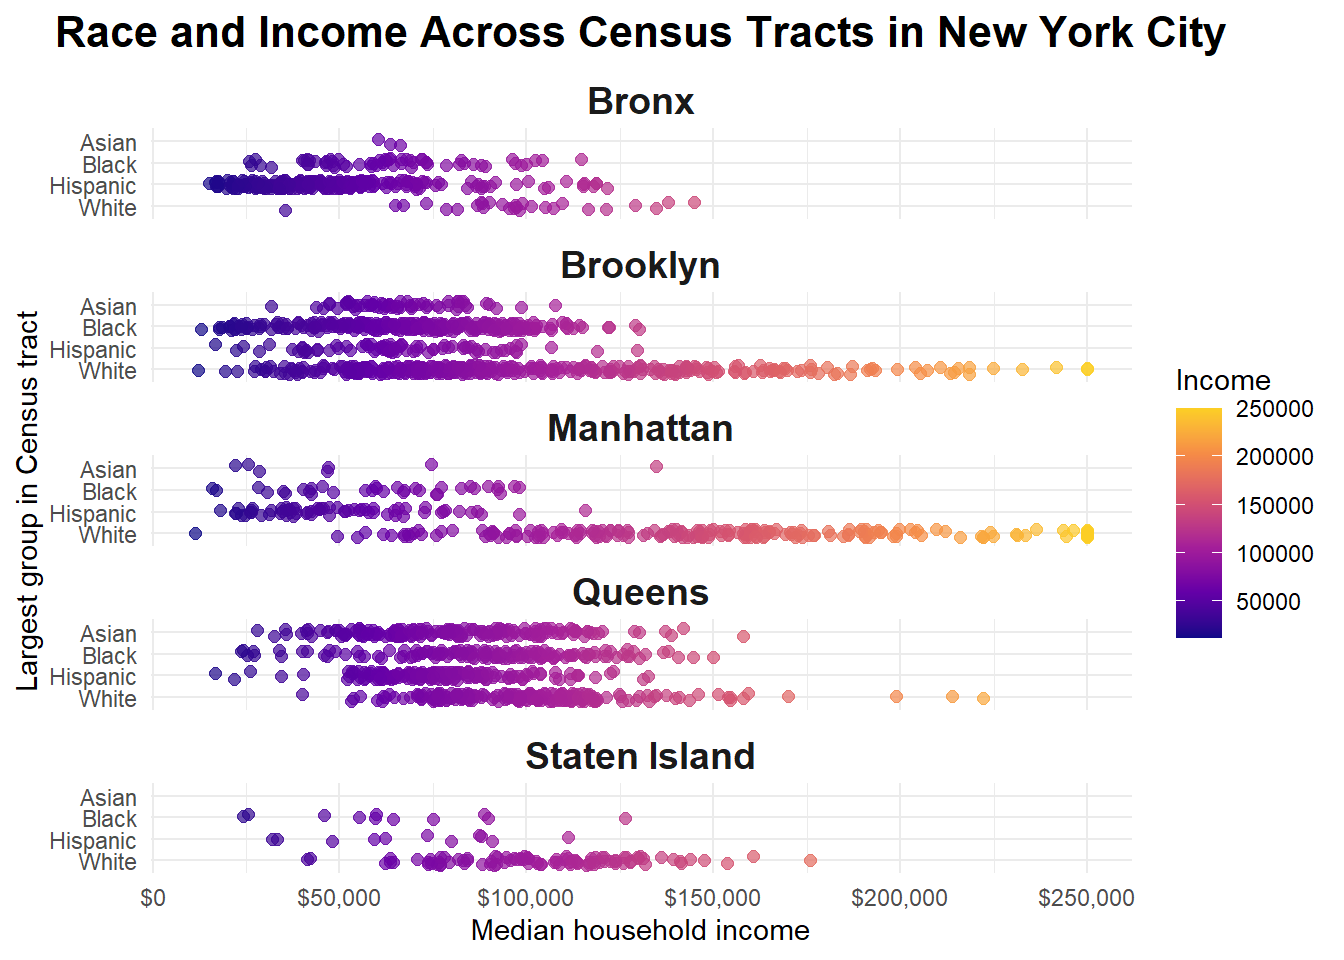 Race and Income Across Census Tracts in New York City
Bronx
Asian
Black
Hispanic
White
Brooklyn
Asian
Black
Hispanic
White
Manhattan
Asian
Black
Hispanic
White
Queens
Asian
Black
Hispanic
White
Staten Island
Asian
Black
Hispanic
White
$0 $50,000 $100,000 $150,000 $200,000 $250,000
Median household income
Largest group in Census tract
Income
250000
200000
150000
100000
50000